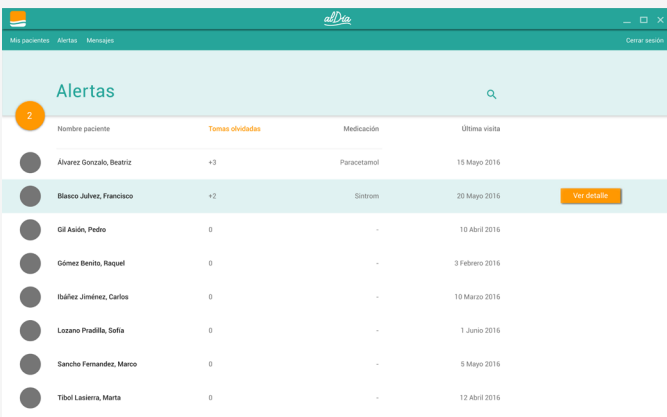 alDía
Mis pacientes Alertas Mensajes Cerrar sesión
Alertas
2
Nombre paciente Tomas olvidadas Medicación Última visita
Álvarez Gonzalo, Beatriz +3 Paracetamol 15 Mayo 2016
Blasco Julvez, Francisco +2 Sintrom 20 Mayo 2016 Ver detalle
Gil Asión, Pedro 0 - 10 Abril 2016
Gómez Benito, Raquel 0 - 3 Febrero 2016
Ibáñez Jiménez, Carlos 0 - 10 Marzo 2016
Lozano Pradilla, Sofía 0 - 1 Junio 2016
Sancho Fernandez, Marco 0 - 5 Mayo 2016
Tibol Lasierra, Marta 0 - 12 Abril 2016